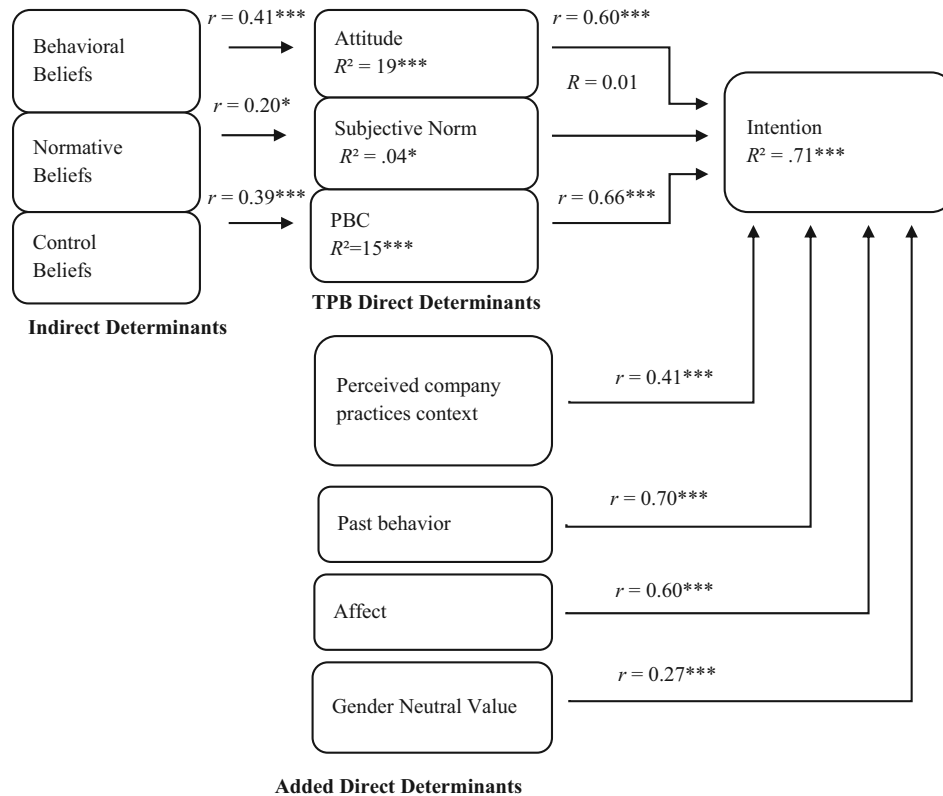 r = 0.41***
r = 0.60***
Behavioral
Beliefs
Attitude
R² = 19***
R = 0.01
r = 0.20*
Normative
Beliefs
Subjective Norm
R² = .04*
Intention
R² = .71***
r = 0.39***
r = 0.66***
Control
Beliefs
PBC
R²=15***
Indirect Determinants
TPB Direct Determinants
Perceived company
practices context
r = 0.41***
Past behavior
r = 0.70***
Affect
r = 0.60***
Gender Neutral Value
r = 0.27***
Added Direct Determinants